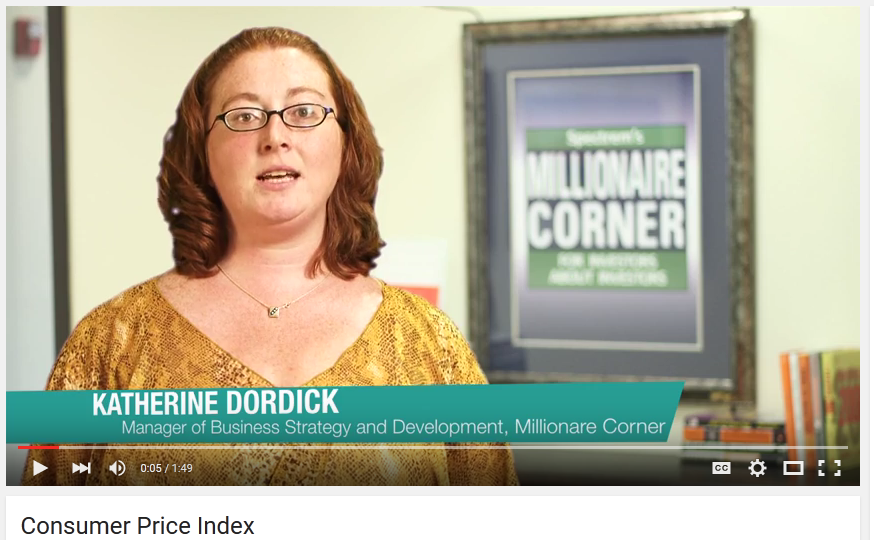 Spectrem's
MILLIONAIRE
CORNER
FOR INVESTORS
ABOUT INVESTORS
KATHERINE DORDICK
Manager of Business Strategy and Development, Millionare Corner
0:05 / 1:49
CC
Consumer Price Index